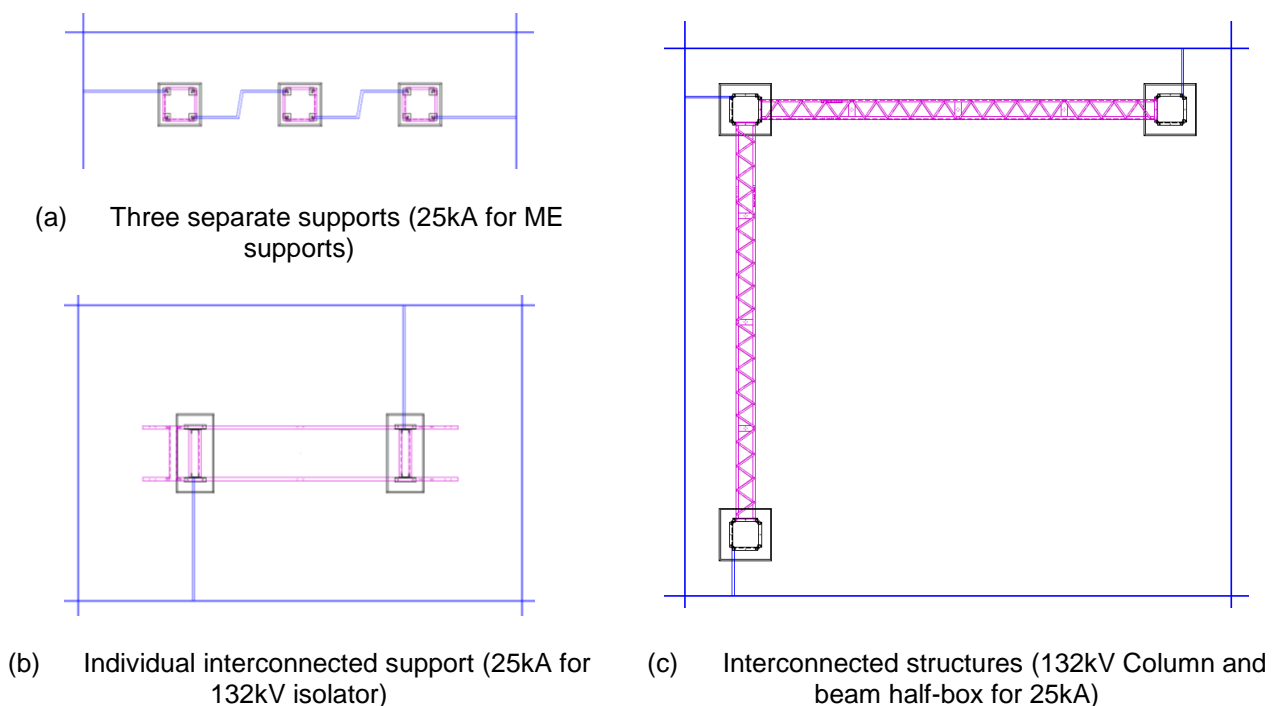 (a) Three separate supports (25kA for ME
supports)
(b) Individual interconnected support (25kA for
132kV isolator)
(c) Interconnected structures (132kV Column and
beam half-box for 25kA)